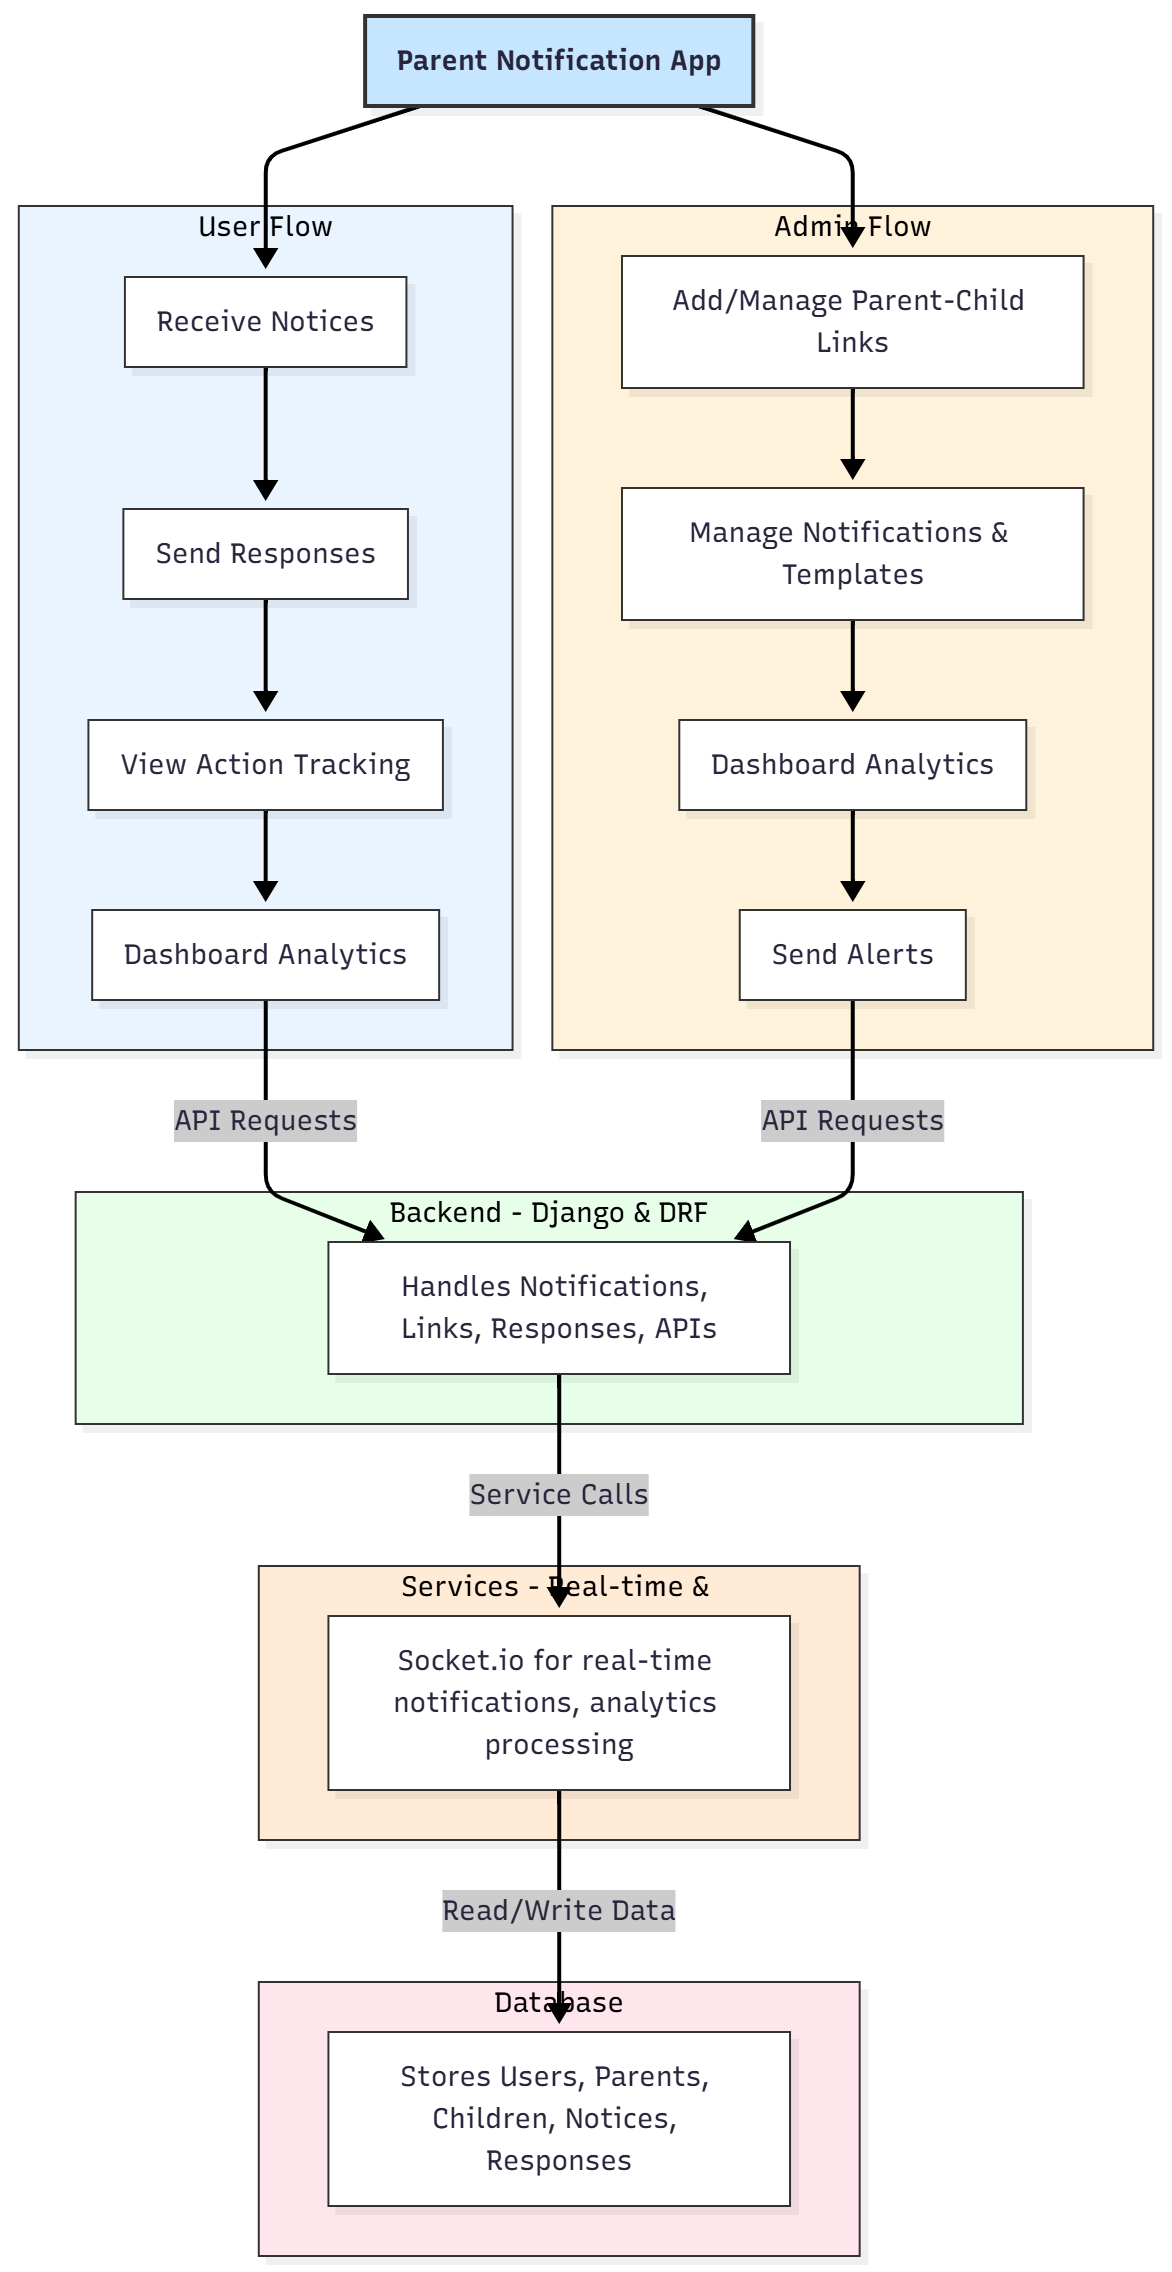 Parent Notification App
User Flow
Receive Notices
Send Responses
View Action Tracking
Dashboard Analytics
API Requests
Admin Flow
Add/Manage Parent-Child
Links
Manage Notifications &
Templates
Dashboard Analytics
Send Alerts
API Requests
Backend - Django & DRF
Handles Notifications,
Links, Responses, APIs
Service Calls
Services - Real-time &
Socket.io for real-time
notifications, analytics
processing
Read/Write Data
Database
Stores Users, Parents,
Children, Notices,
Responses